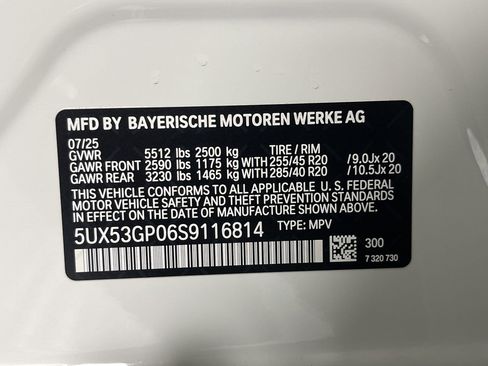 MFD BY BAYERISCHE MOTOREN WERKE AG
07/25
GVWR 5512 lbs 2500 kg TIRE / RIM
GAWR FRONT 2590 lbs 1175 kg WITH 255/45 R20 /9.0Jx 20
GAWR REAR 3230 lbs 1465 kg WITH 285/40 R20 /10.5Jx 20
THIS VEHICLE CONFORMS TO ALL APPLICABLE U. S. FEDERAL
MOTOR VEHICLE SAFETY AND THEFT PREVENTION STANDARDS
IN EFFECT ON THE DATE OF MANUFACTURE SHOWN ABOVE.
5UX53GP06S9116814 TYPE: MPV
300
7 320 730